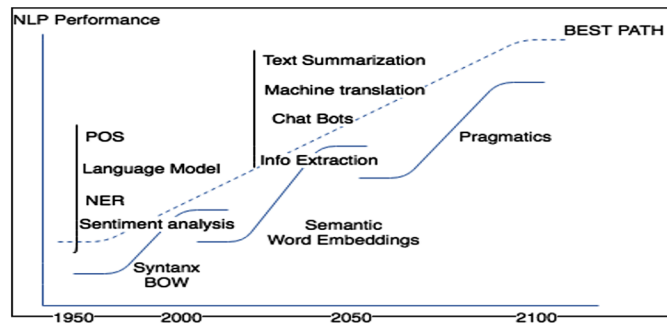 NLP Performance
BEST PATH
Text Summarization
Machine translation
Chat Bots
Info Extraction
POS
Language Model
NER
Sentiment analysis
Pragmatics
Semantic
Word Embeddings
Syntanx
BOW
1950 2000 2050 2100